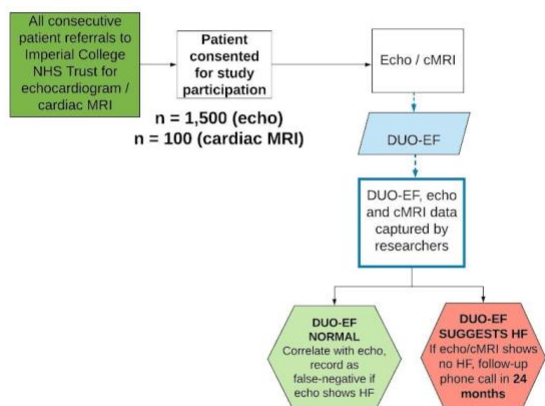 All consecutive
patient referrals to
Imperial College
NHS Trust for
echocardiogram /
cardiac MRI
Patient
consented
for study
participation
n = 1,500 (echo)
n = 100 (cardiac MRI)
Echo / cMRI
DUO-EF
DUO-EF, echo
and cMRI data
captured by
researchers
DUO-EF
NORMAL
Correlate with echo,
record as
false-negative if
echo shows HF
DUO-EF
SUGGESTS HF
If echo/cMRI shows
no HF, follow-up
phone call in 24
months